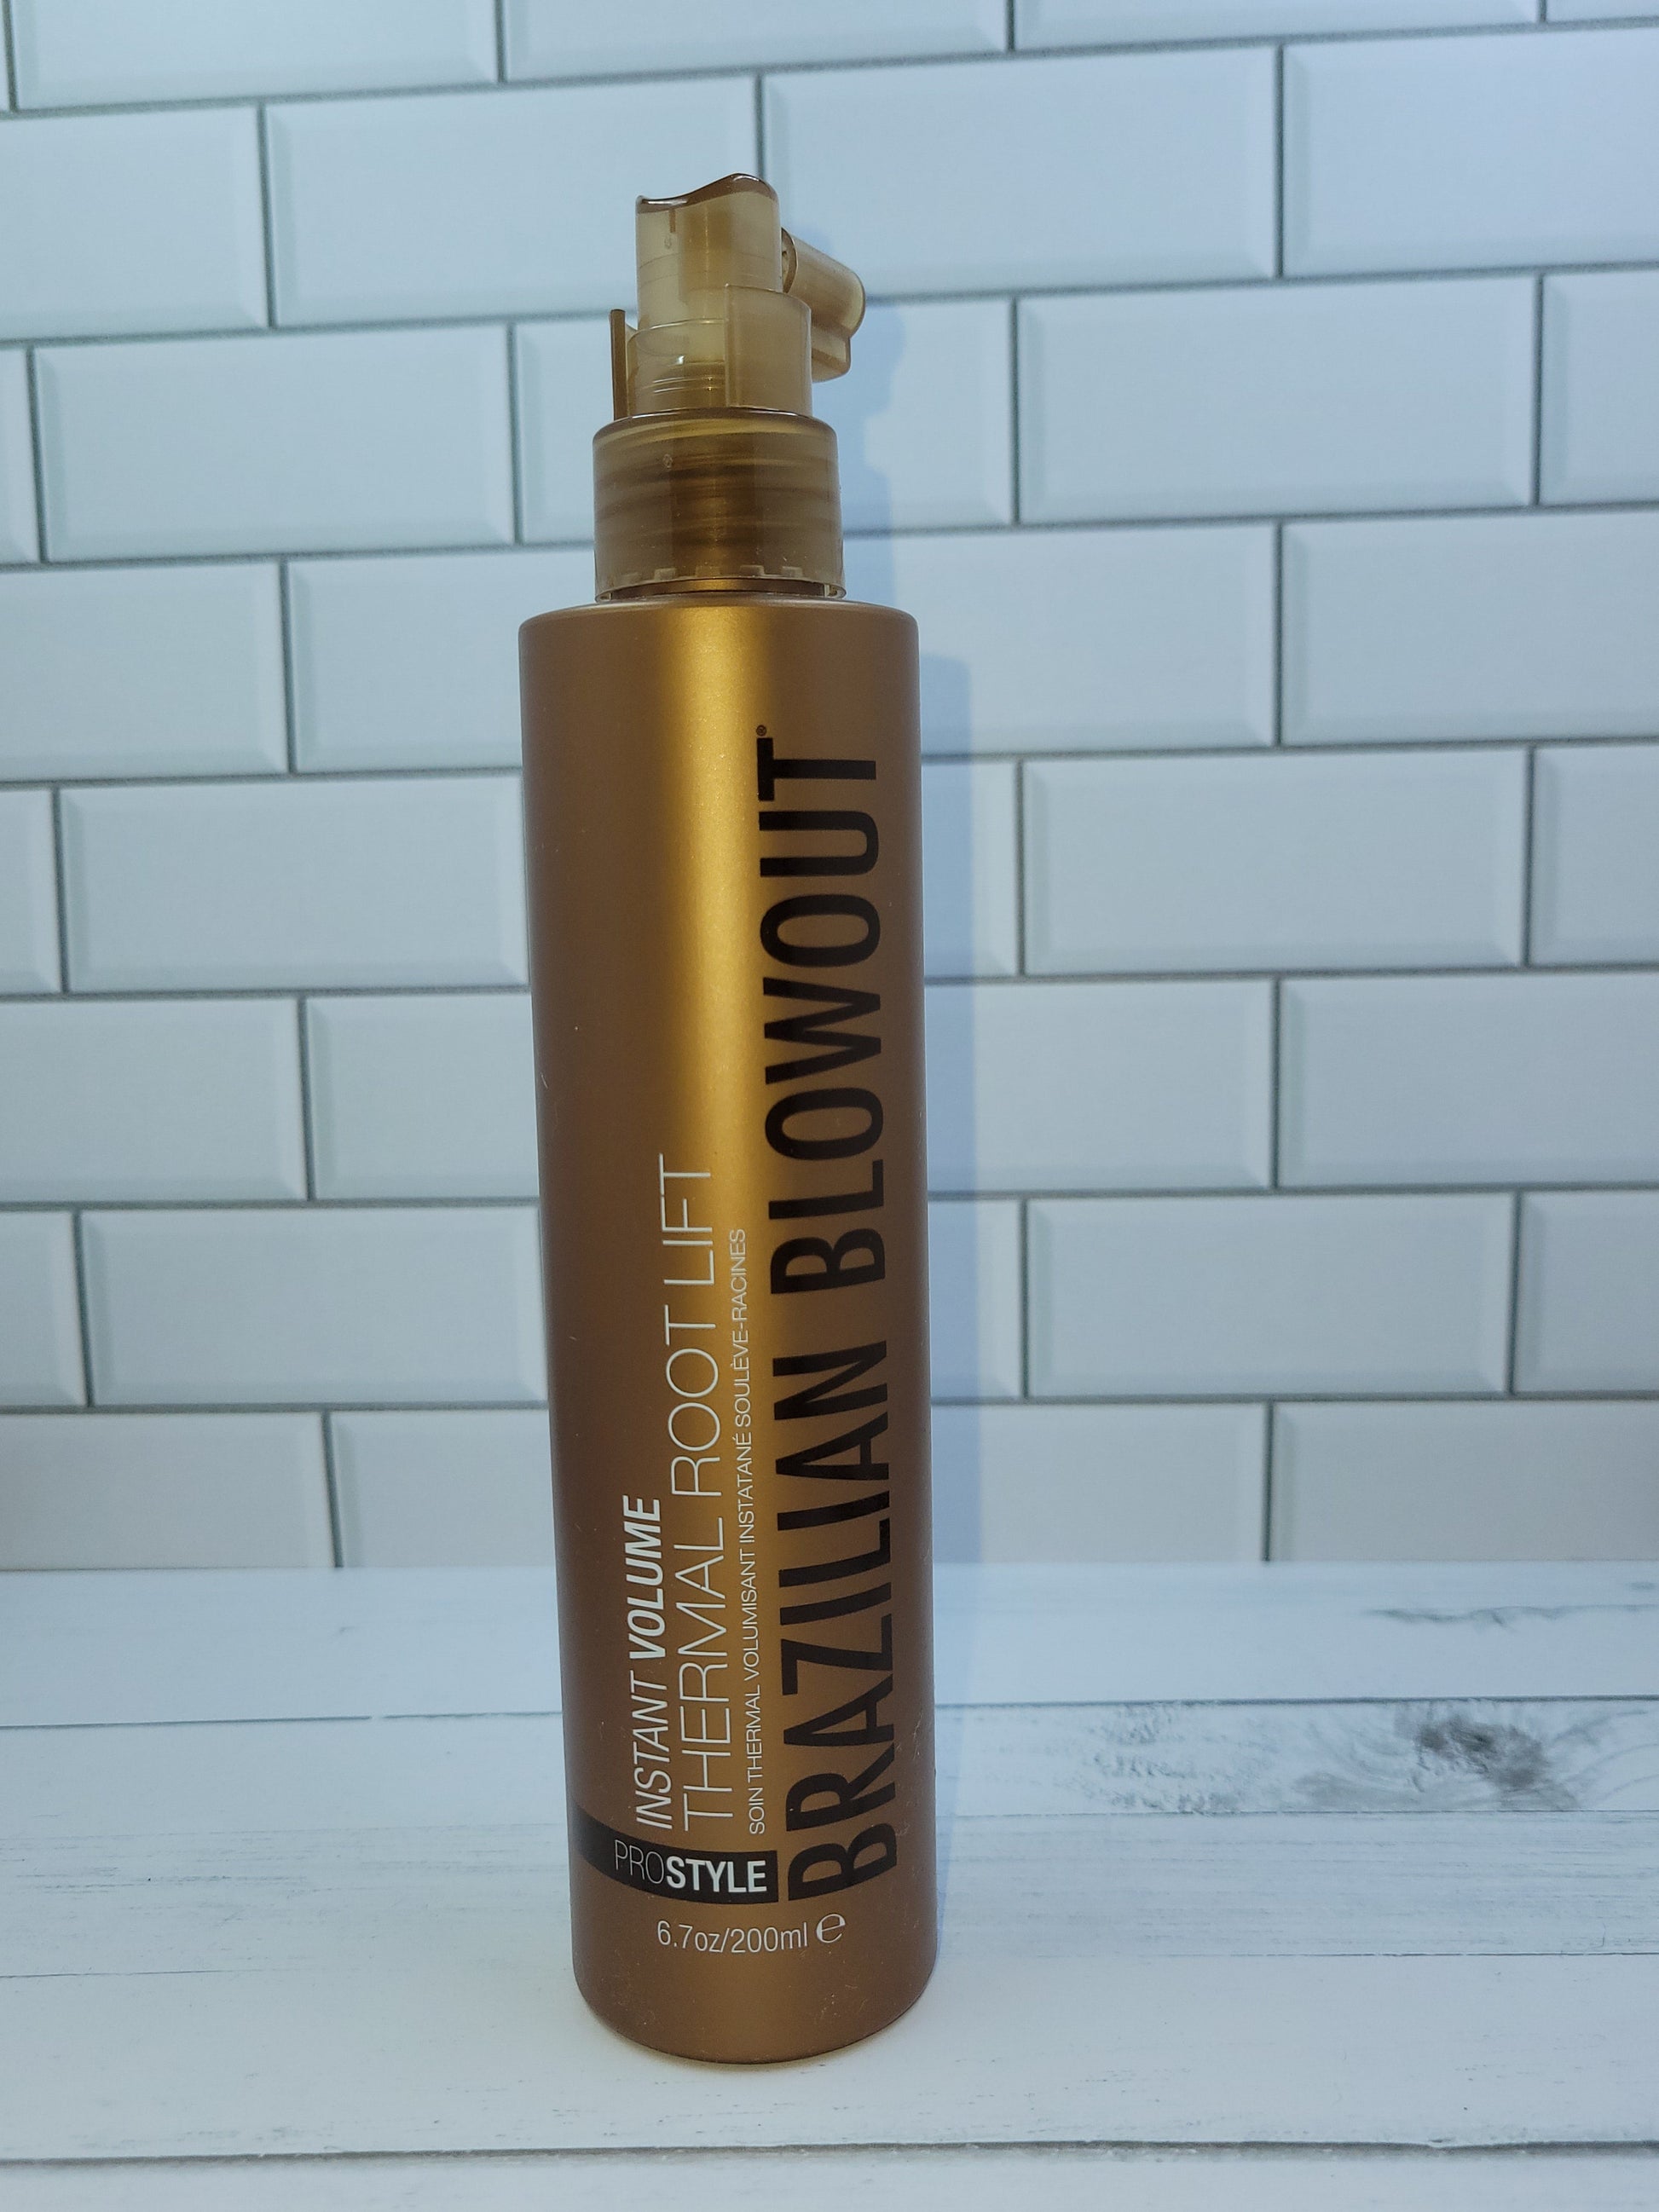 INSTANT VOLUME
THERMAL ROOT LIFT
SOIN THERMAL VOLUMISANT INSTATANÉ SOULÈVE-RACINES
BRAZILIAN BLOWOUT®
PROSTYLE
6.7oz/200ml ℮